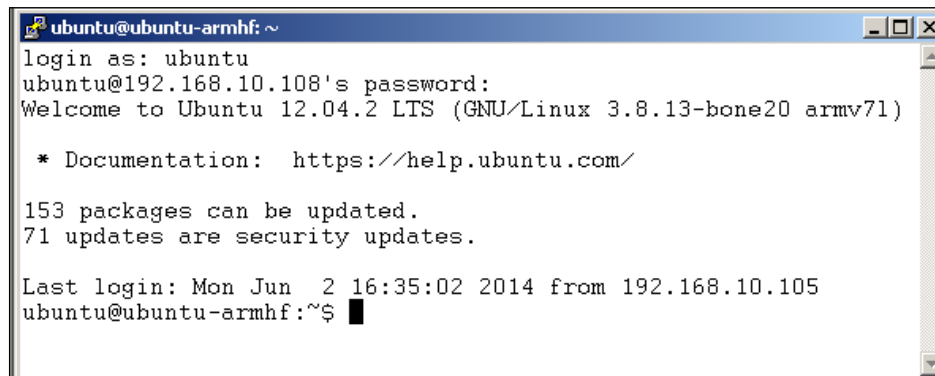 ubuntu@ubuntu-armhf: ~
login as: ubuntu
ubuntu@192.168.10.108's password:
Welcome to Ubuntu 12.04.2 LTS (GNU/Linux 3.8.13-bone20 armv7l)
* Documentation:  https://help.ubuntu.com/
153 packages can be updated.
71 updates are security updates.
Last login: Mon Jun  2 16:35:02 2014 from 192.168.10.105
ubuntu@ubuntu-armhf:~$